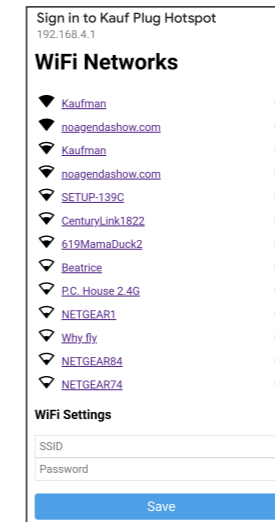 Sign in to Kauf Plug Hotspot
192.168.4.1
WiFi Networks
Kaufman
noagendashow.com
Kaufman
noagendashow.com
SETUP-139C
CenturyLink1822
619MamaDuck2
Beatrice
P.C. House 2.4G
NETGEAR1
Why fly
NETGEAR84
NETGEAR74
WiFi Settings
SSID
Password
Save